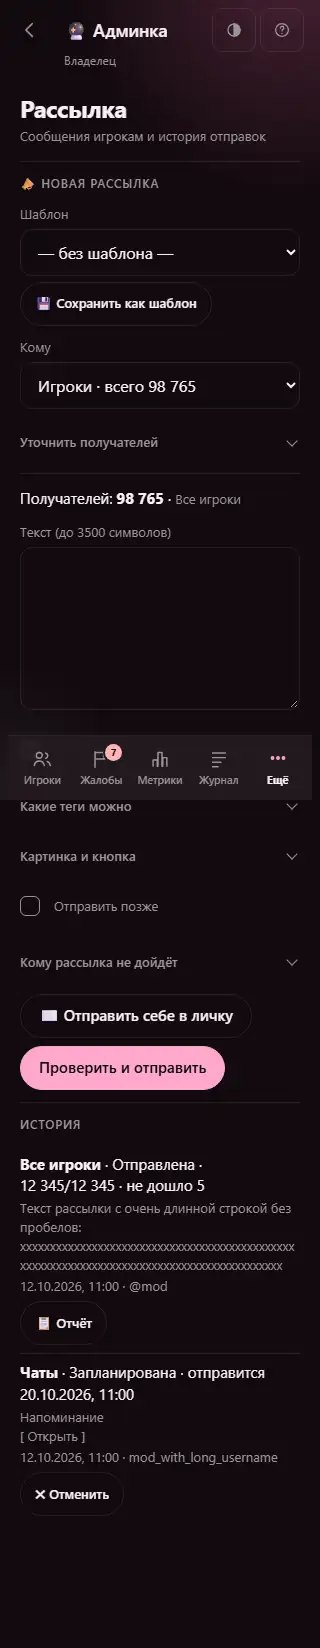 Админка
Владелец
Рассылка
Сообщения игрокам и история отправок
НОВАЯ РАССЫЛКА
Шаблон
— без шаблона —
Сохранить как шаблон
Кому
Игроки · всего 98 765
Уточнить получателей
Получателей: 98 765 · Все игроки
Текст (до 3500 символов)
7
Игроки Жалобы Метрики Журнал Ещё
Какие теги можно
Картинка и кнопка
Отправить позже
Кому рассылка не дойдёт
Отправить себе в личку
Проверить и отправить
ИСТОРИЯ
Все игроки · Отправлена ·
12 345/12 345 · не дошло 5
Текст рассылки с очень длинной строкой без
пробелов:
12.10.2026, 11:00 · @mod
Отчёт
Чаты · Запланирована · отправится
20.10.2026, 11:00
Напоминание
[ Открыть ]
12.10.2026, 11:00 · mod_with_long_username
✕ Отменить